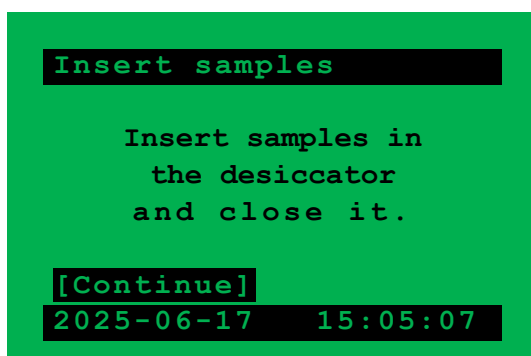 Insert samples
Insert samples in
the desiccator
and close it.
[Continue]
2025-06-17 15:05:07